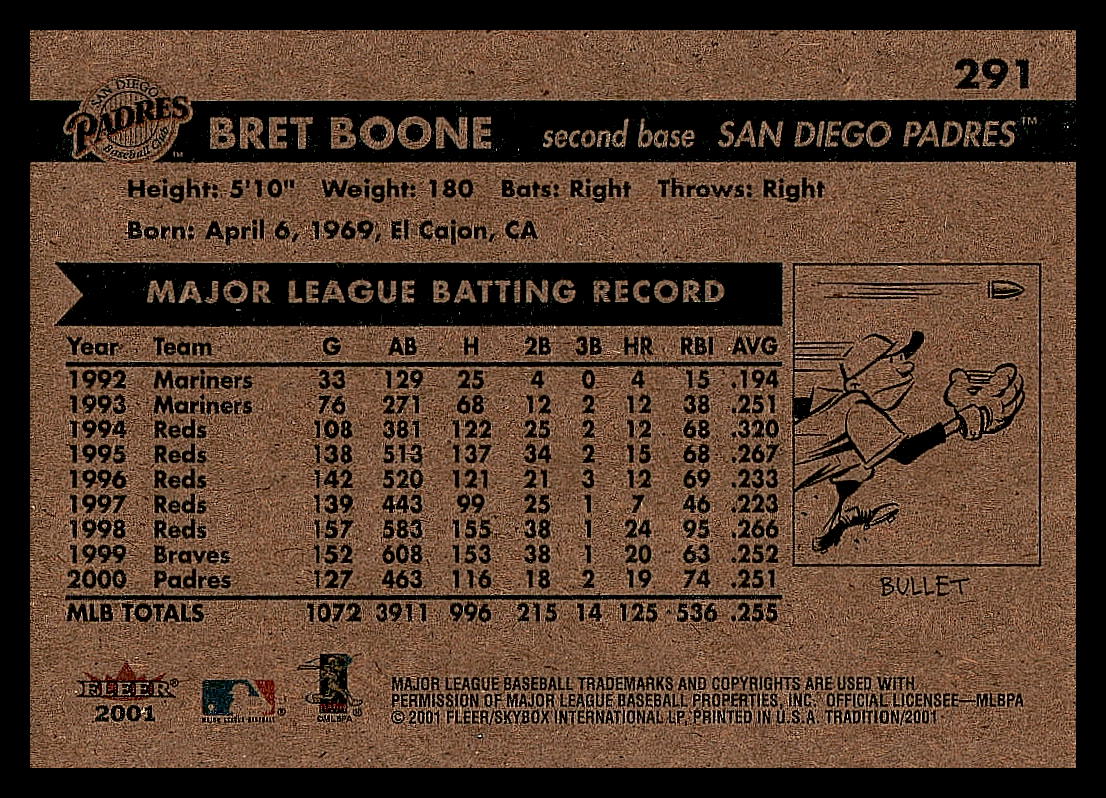 291
SAN DIEGO
PADRES
Baseball Club
™
BRET BOONE second base SAN DIEGO PADRES™
Height: 5'10" Weight: 180 Bats: Right Throws: Right
Born: April 6, 1969, El Cajon, CA
MAJOR LEAGUE BATTING RECORD
Year Team G AB H 2B 3B HR RBI AVG
1992 Mariners 33 129 25 4 0 4 15 .194
1993 Mariners 76 271 68 12 2 12 38 .251
1994 Reds 108 381 122 25 2 12 68 .320
1995 Reds 138 513 137 34 2 15 68 .267
1996 Reds 142 520 121 21 3 12 69 .233
1997 Reds 139 443 99 25 1 7 46 .223
1998 Reds 157 583 155 38 1 24 95 .266
1999 Braves 152 608 153 38 1 20 63 .252
2000 Padres 127 463 116 18 2 19 74 .251
MLB TOTALS 1072 3911 996 215 14 125 536 .255
BULLET
FLEER®
2001
MAJOR LEAGUE BASEBALL ®
©MLBPA
MAJOR LEAGUE BASEBALL TRADEMARKS AND COPYRIGHTS ARE USED WITH
PERMISSION OF MAJOR LEAGUE BASEBALL PROPERTIES, INC. OFFICIAL LICENSEE—MLBPA
© 2001 FLEER/SKYBOX INTERNATIONAL LP, PRINTED IN U.S.A. TRADITION/2001